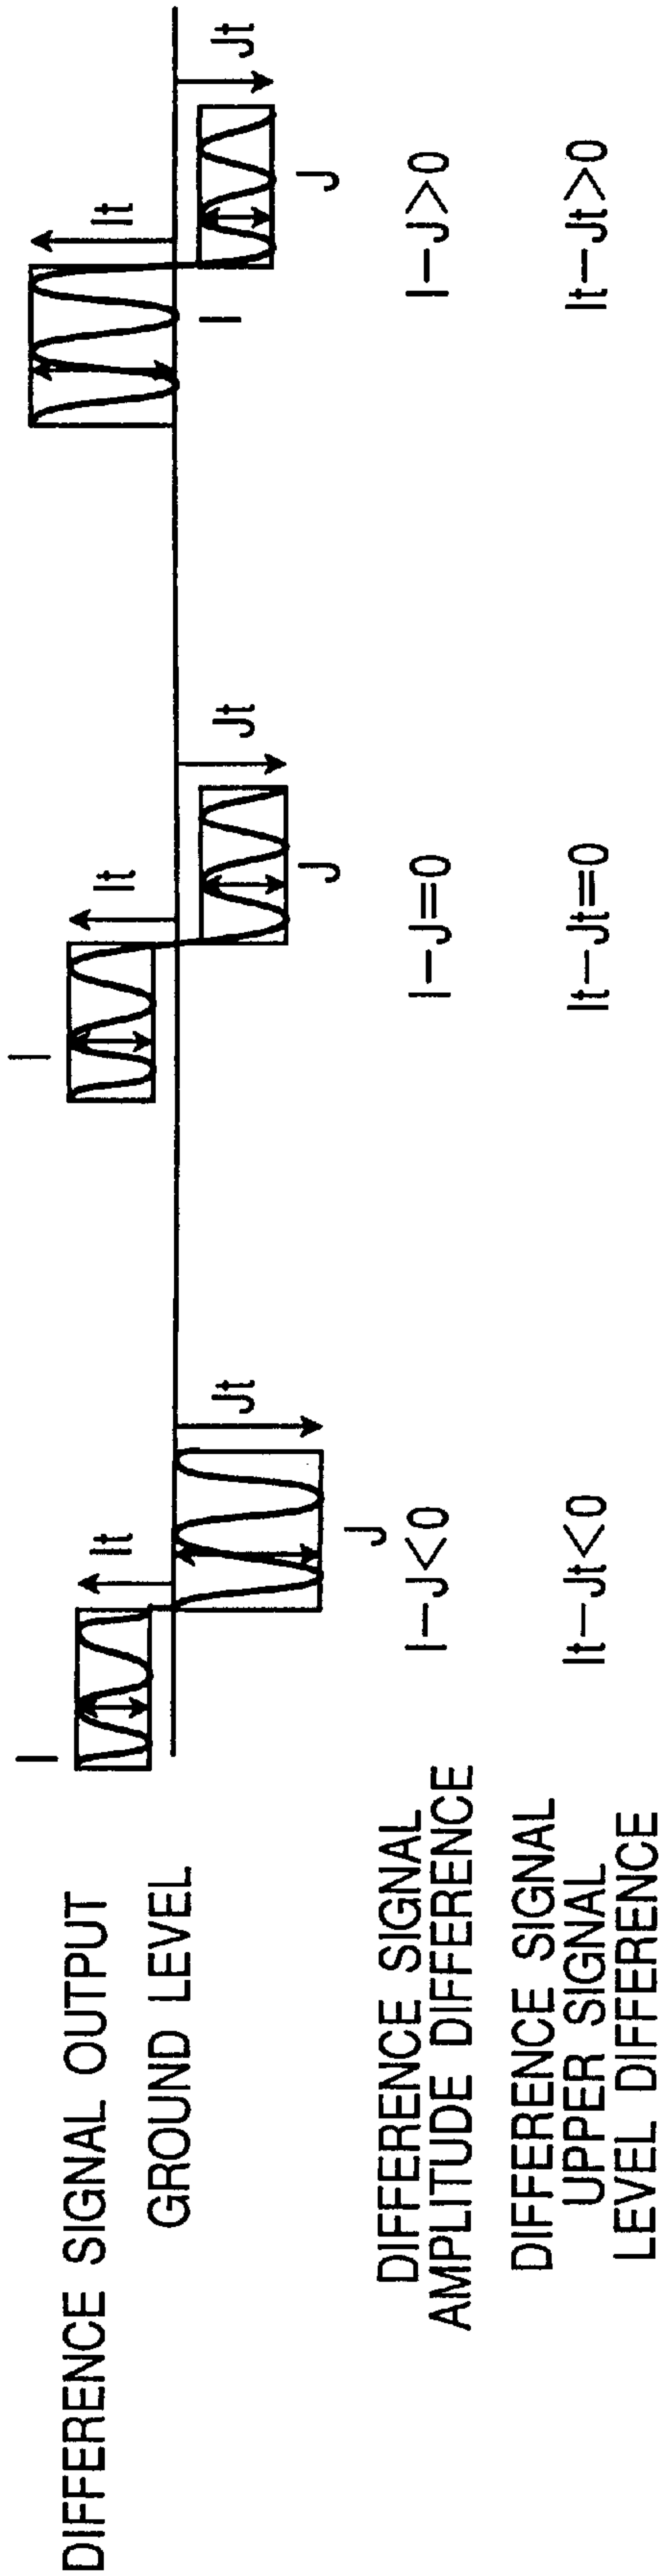 DIFFERENCE SIGNAL OUTPUT
I
It
I
It
It
GROUND LEVEL
Jt
J
Jt
J
I
Jt
J
DIFFERENCE SIGNAL
AMPLITUDE DIFFERENCE
I−J<0
I−J=0
I−J>0
DIFFERENCE SIGNAL
UPPER SIGNAL
LEVEL DIFFERENCE
It−Jt<0
It−Jt=0
It−Jt>0